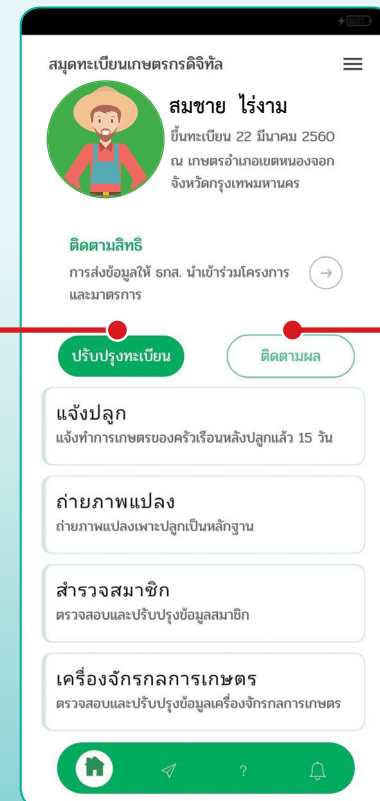 สมุดทะเบียนเกษตรกรดิจิทัล
สมชาย ไร่งาม
ขึ้นทะเบียน 22 มีนาคม 2560
ณ เกษตรอำเภอเขตหนองจอก
จังหวัดกรุงเทพมหานคร
ติดตามสิทธิ์
การส่งข้อมูลให้ ธกส. นำเข้าร่วมโครงการ
และมาตรการ
ปรับปรุงทะเบียน
ติดตามผล
แจ้งปลูก
แจ้งทำการเกษตรของครัวเรือนหลังปลูกแล้ว 15 วัน
ถ่ายภาพแปลง
ถ่ายภาพแปลงเพาะปลูกเป็นหลักฐาน
สำรวจสมาชิก
ตรวจสอบและปรับปรุงข้อมูลสมาชิก
เครื่องจักรกลการเกษตร
ตรวจสอบและปรับปรุงข้อมูลเครื่องจักรกลการเกษตร
?